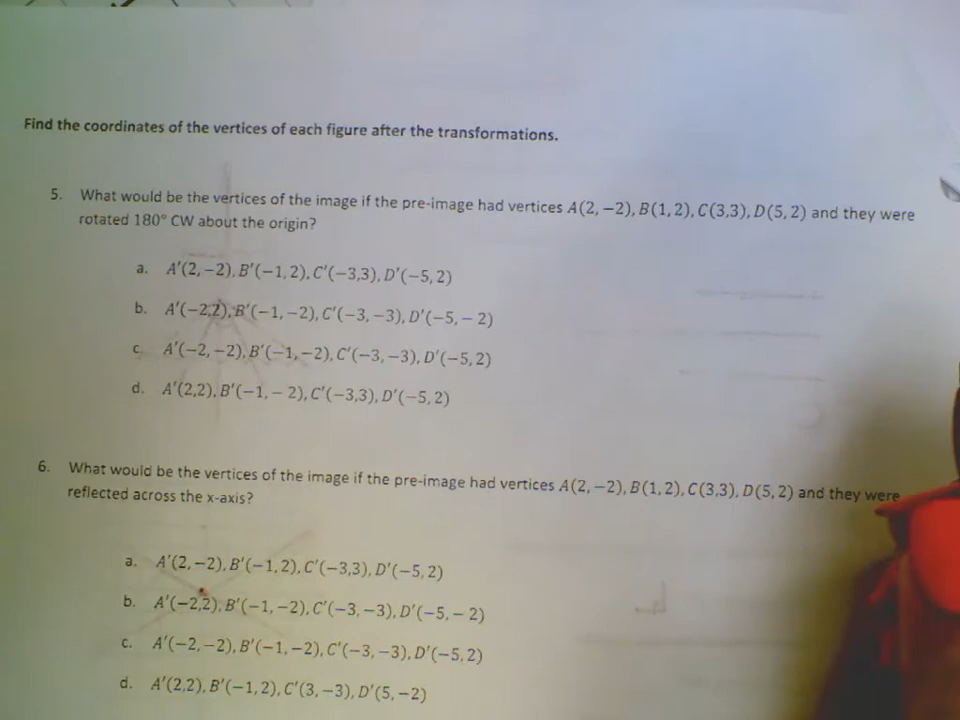 Find the coordinates of the vertices of each figure after the transformations.
5. What would be the vertices of the image if the pre-image had vertices A(2, −2), B(1, 2), C(3,3), D(5, 2) and they were
rotated 180° CW about the origin?
a. A′(2, −2), B′(−1, 2), C′(−3,3), D′(−5, 2)
b. A′(−2,2), B′(−1, −2), C′(−3, −3), D′(−5, − 2)
c. A′(−2, −2), B′(−1, −2), C′(−3, −3), D′(−5, 2)
d. A′(2,2), B′(−1, − 2), C′(−3,3), D′(−5, 2)
6. What would be the vertices of the image if the pre-image had vertices A(2, −2), B(1, 2), C(3,3), D(5, 2) and they were
reflected across the x-axis?
a. A′(2, −2), B′(−1, 2), C′(−3,3), D′(−5, 2)
b. A′(−2,2), B′(−1, −2), C′(−3, −3), D′(−5, − 2)
c. A′(−2, −2), B′(−1, −2), C′(−3, −3), D′(−5, 2)
d. A′(2,2), B′(−1, 2), C′(3, −3), D′(5, −2)